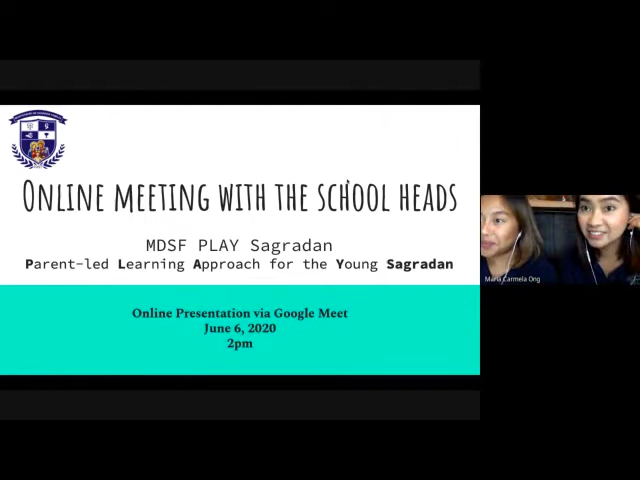 Online meeting with the school heads
MDSF PLAY Sagradan
Parent-led Learning Approach for the Young Sagradan
Online Presentation via Google Meet
June 6, 2020
2pm
Maria Carmela Ong